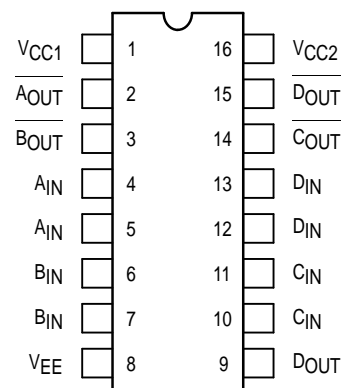 VCC1 1 16 VCC2
AOUT 2 15 DOUT
BOUT 3 14 COUT
AIN 4 13 DIN
AIN 5 12 DIN
BIN 6 11 CIN
BIN 7 10 CIN
VEE 8 9 DOUT